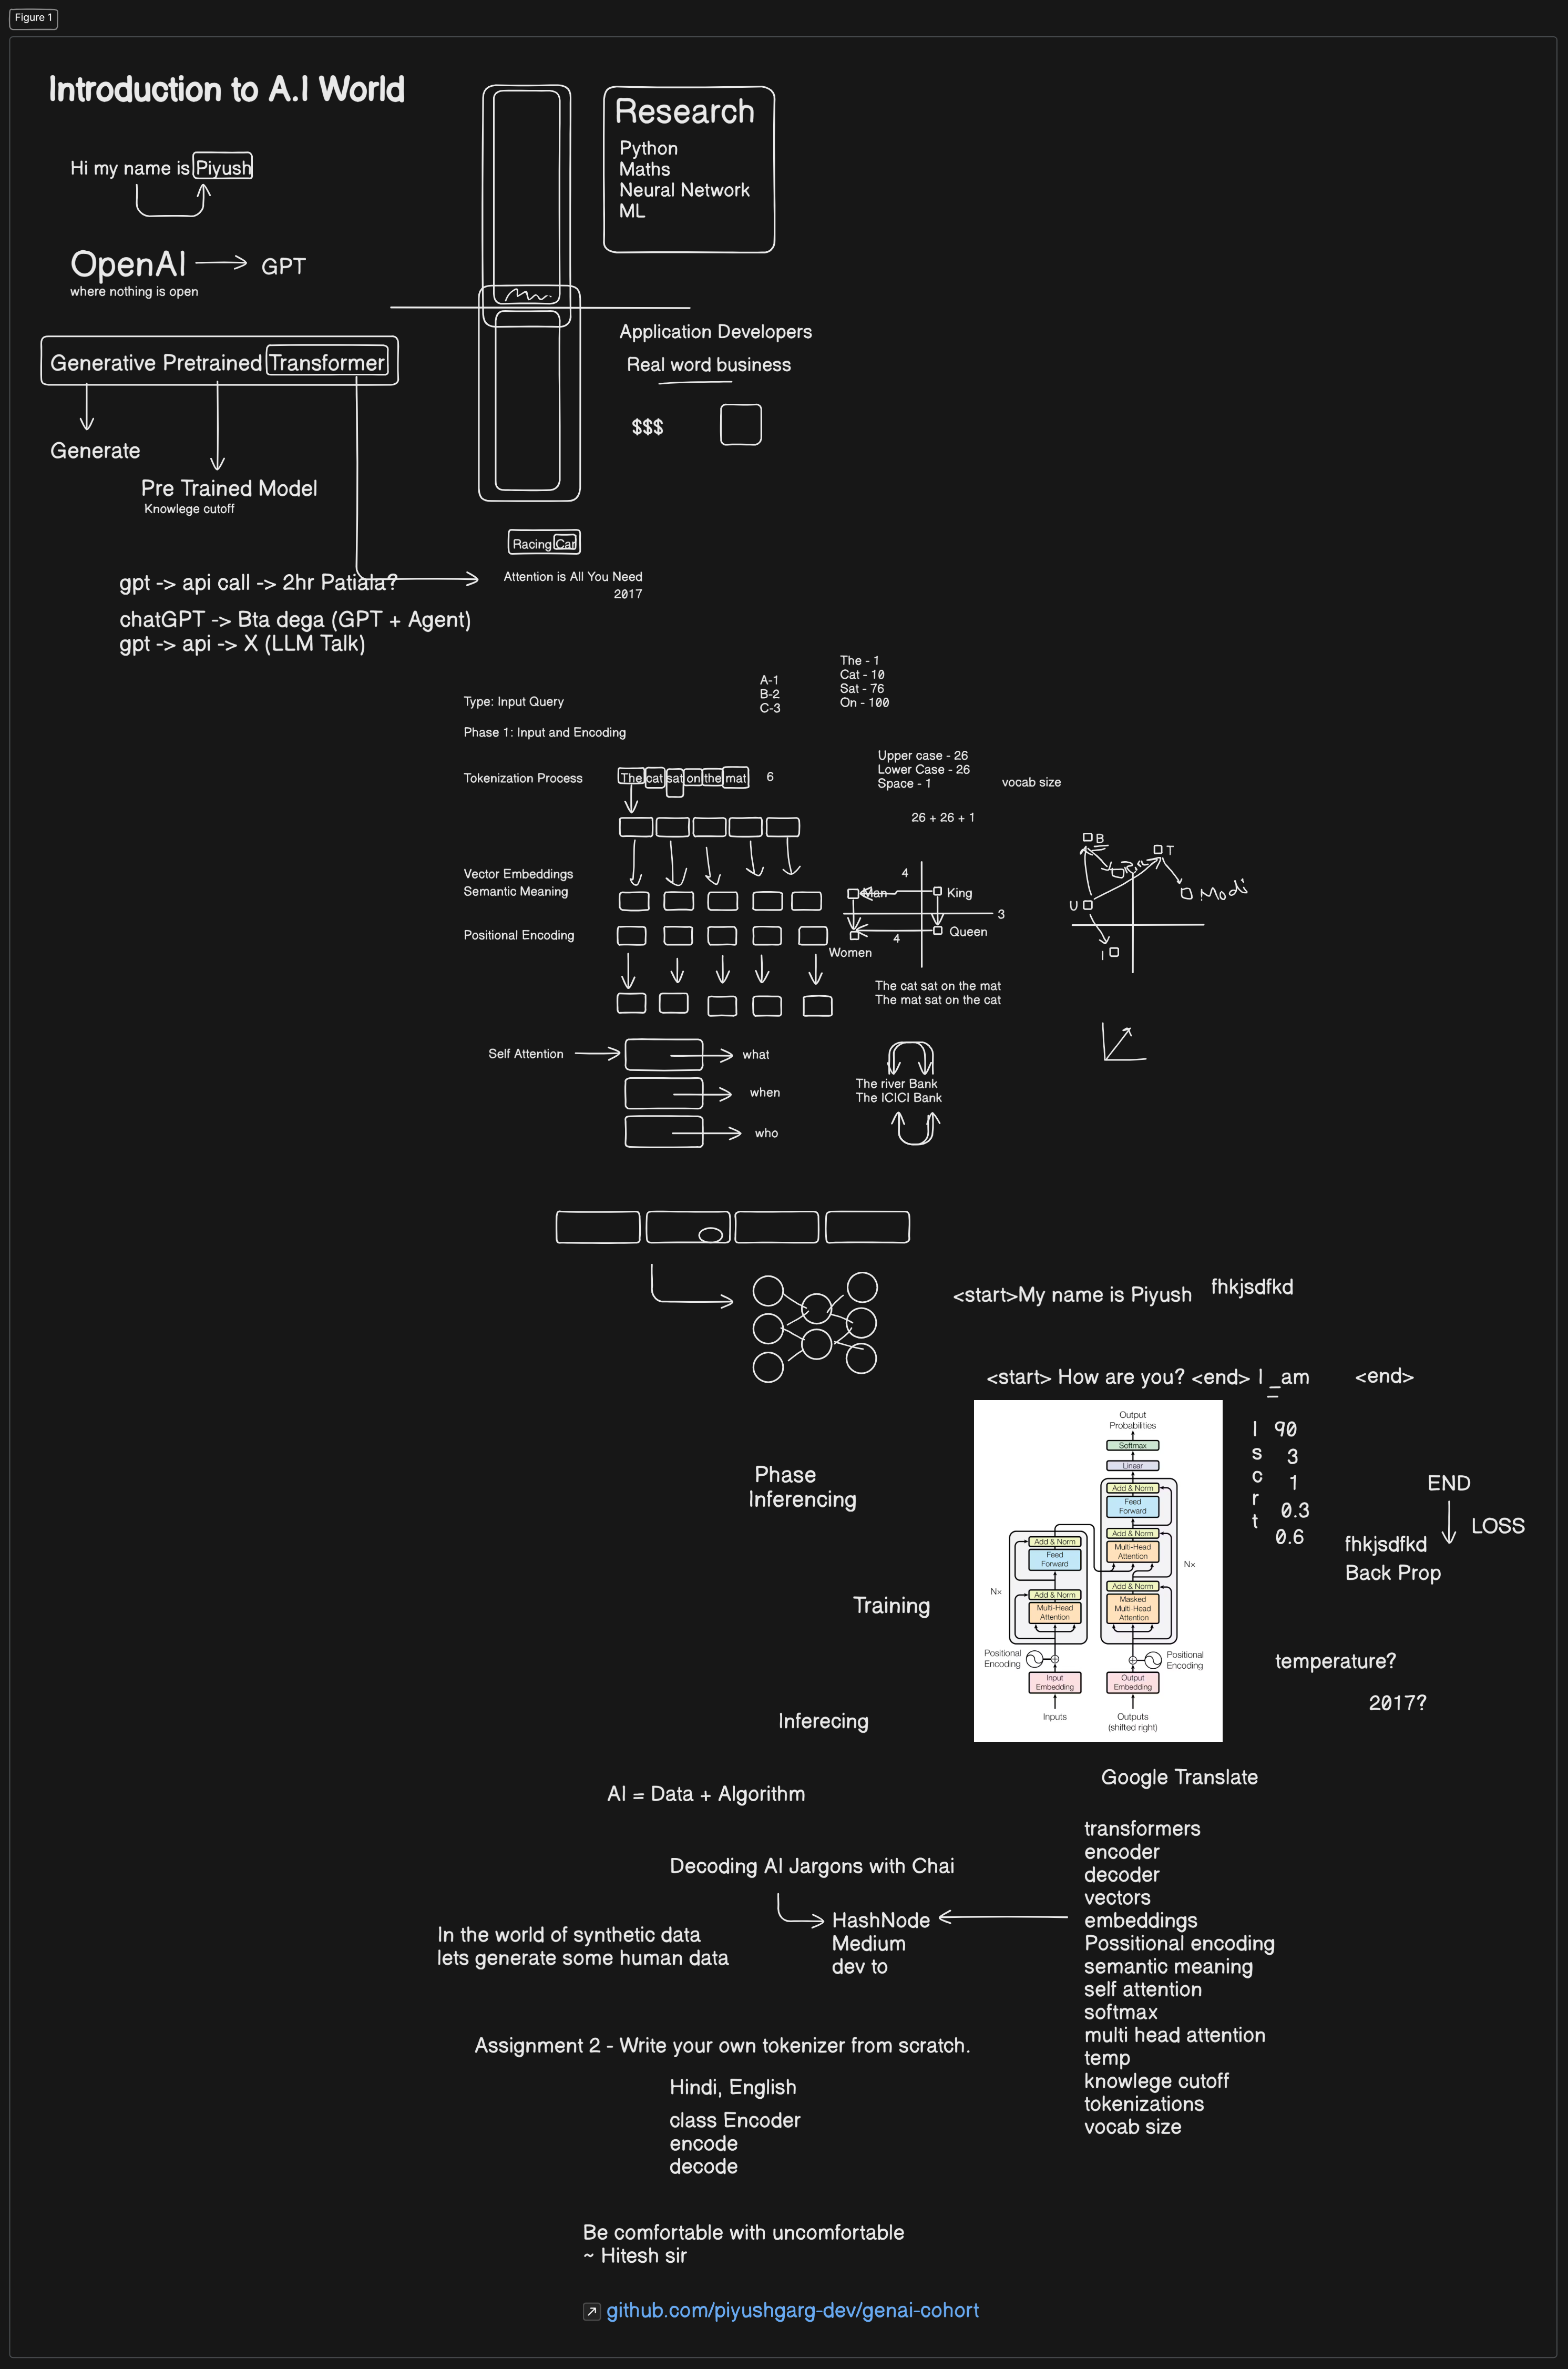 Figure 1
Introduction to A.I World
Hi my name is Piyush
OpenAI
GPT
where nothing is open
Generative Pretrained Transformer
Generate
Pre Trained Model
Knowlege cutoff
gpt -> api call -> 2hr Patiala?
chatGPT -> Bta dega (GPT + Agent)
gpt -> api -> X (LLM Talk)
Research
Python
Maths
Neural Network
ML
Application Developers
Real word business
$$$
Racing Car
Attention is All You Need
2017
Type: Input Query
A-1
B-2
C-3
The - 1
Cat - 10
Sat - 76
On - 100
Phase 1: Input and Encoding
Tokenization Process
The cat sat on the mat
6
Upper case - 26
Lower Case - 26
Space - 1
vocab size
26 + 26 + 1
Vector Embeddings
Semantic Meaning
Positional Encoding
4
Man
King
3
4
Queen
Women
B
T
U
Modi
I
The cat sat on the mat
The mat sat on the cat
Self Attention
what
when
who
The river Bank
The ICICI Bank
<start>My name is Piyush
fhkjsdfkd
<start> How are you? <end> I _am
<end>
Phase
Inferencing
Training
Inferecing
Output
Probabilities
Softmax
Linear
Add & Norm
Feed
Forward
Add & Norm
Multi-Head
Attention
Add & Norm
Masked
Multi-Head
Attention
Nx
Add & Norm
Feed
Forward
Add & Norm
Multi-Head
Attention
Nx
Positional
Encoding
Positional
Encoding
Input
Embedding
Output
Embedding
Inputs
Outputs
(shifted right)
I 90
s 3
c 1
r 0.3
t 0.6
END
LOSS
fhkjsdfkd
Back Prop
temperature?
2017?
Google Translate
AI = Data + Algorithm
Decoding AI Jargons with Chai
HashNode
Medium
dev to
In the world of synthetic data
lets generate some human data
transformers
encoder
decoder
vectors
embeddings
Possitional encoding
semantic meaning
self attention
softmax
multi head attention
temp
knowlege cutoff
tokenizations
vocab size
Assignment 2 - Write your own tokenizer from scratch.
Hindi, English
class Encoder
encode
decode
Be comfortable with uncomfortable
~ Hitesh sir
github.com/piyushgarg-dev/genai-cohort